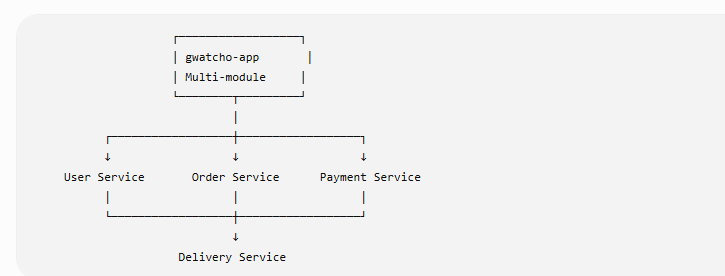 gwatcho-app
Multi-module
User Service Order Service Payment Service
Delivery Service